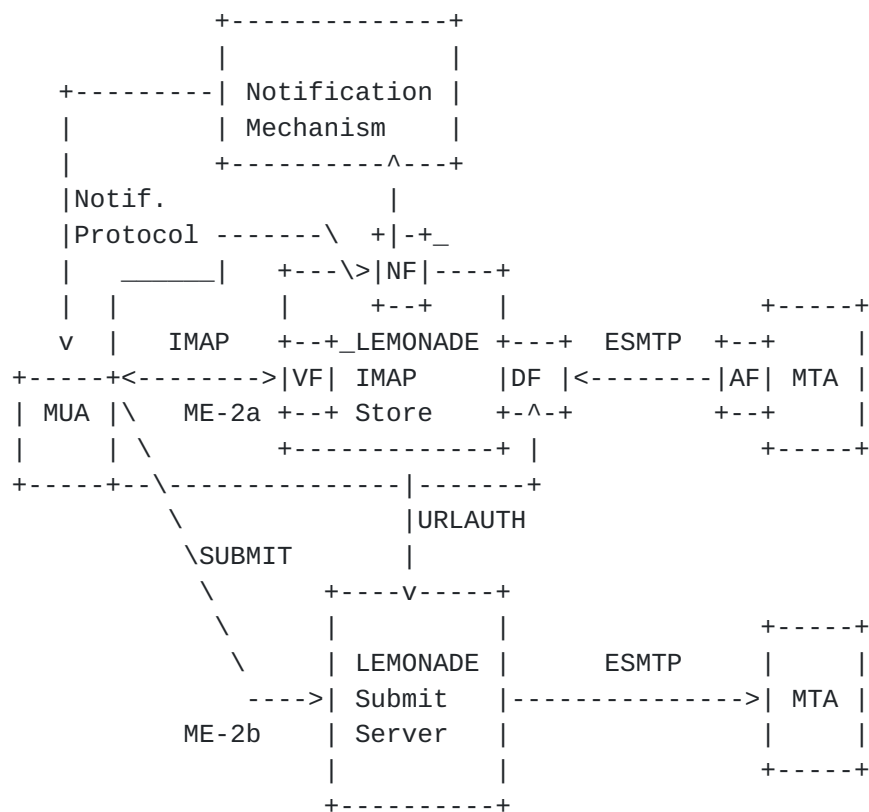 Notification
Mechanism
Notif.
Protocol
NF
IMAP LEMONADE ESMTP
VF IMAP DF AF MTA
MUA ME-2a Store
URLAUTH
SUBMIT
LEMONADE ESMTP
Submit MTA
ME-2b Server